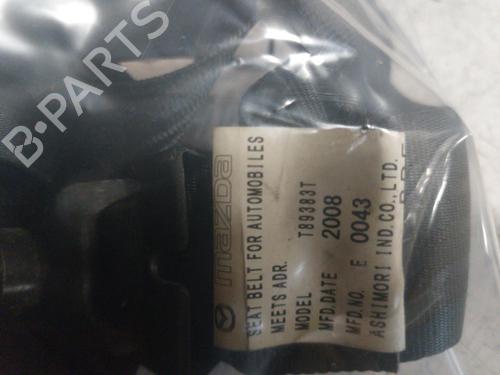 B-PARTS
mazda
SEAT BELT FOR AUTOMOBILES
MEETS ADR.
MODEL T89383T
MFD.DATE 2008
MFD.NO. E 0043
ASHIMORI IND.CO.,LTD.